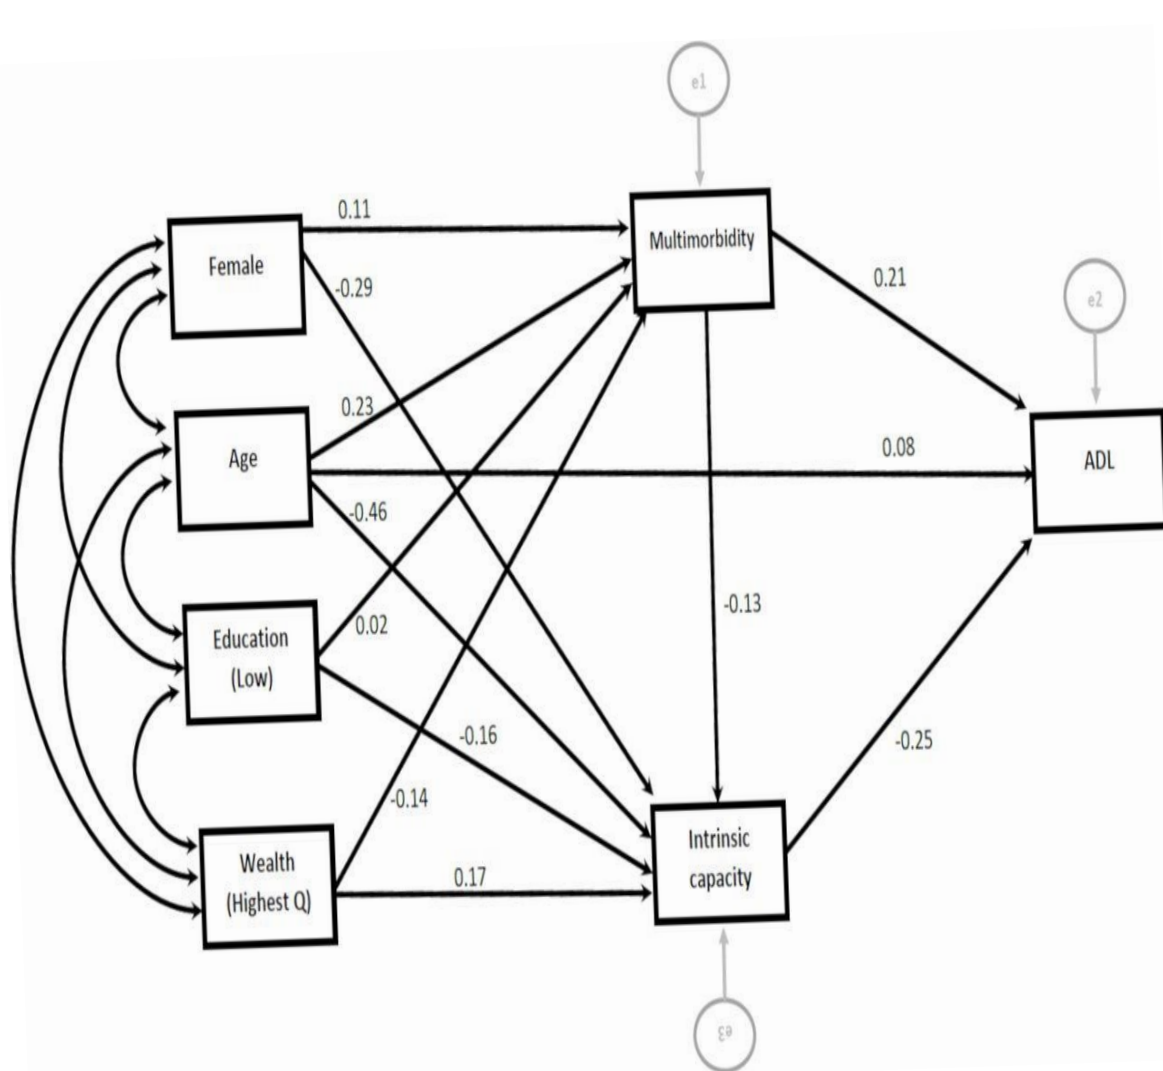 e1
0.11
Female
Multimorbidity
-0.29
0.21
e2
0.23
Age
0.08
ADL
-0.46
Education
(Low)
0.02
-0.13
-0.16
-0.25
-0.14
Wealth
(Highest Q)
0.17
Intrinsic
capacity
e3